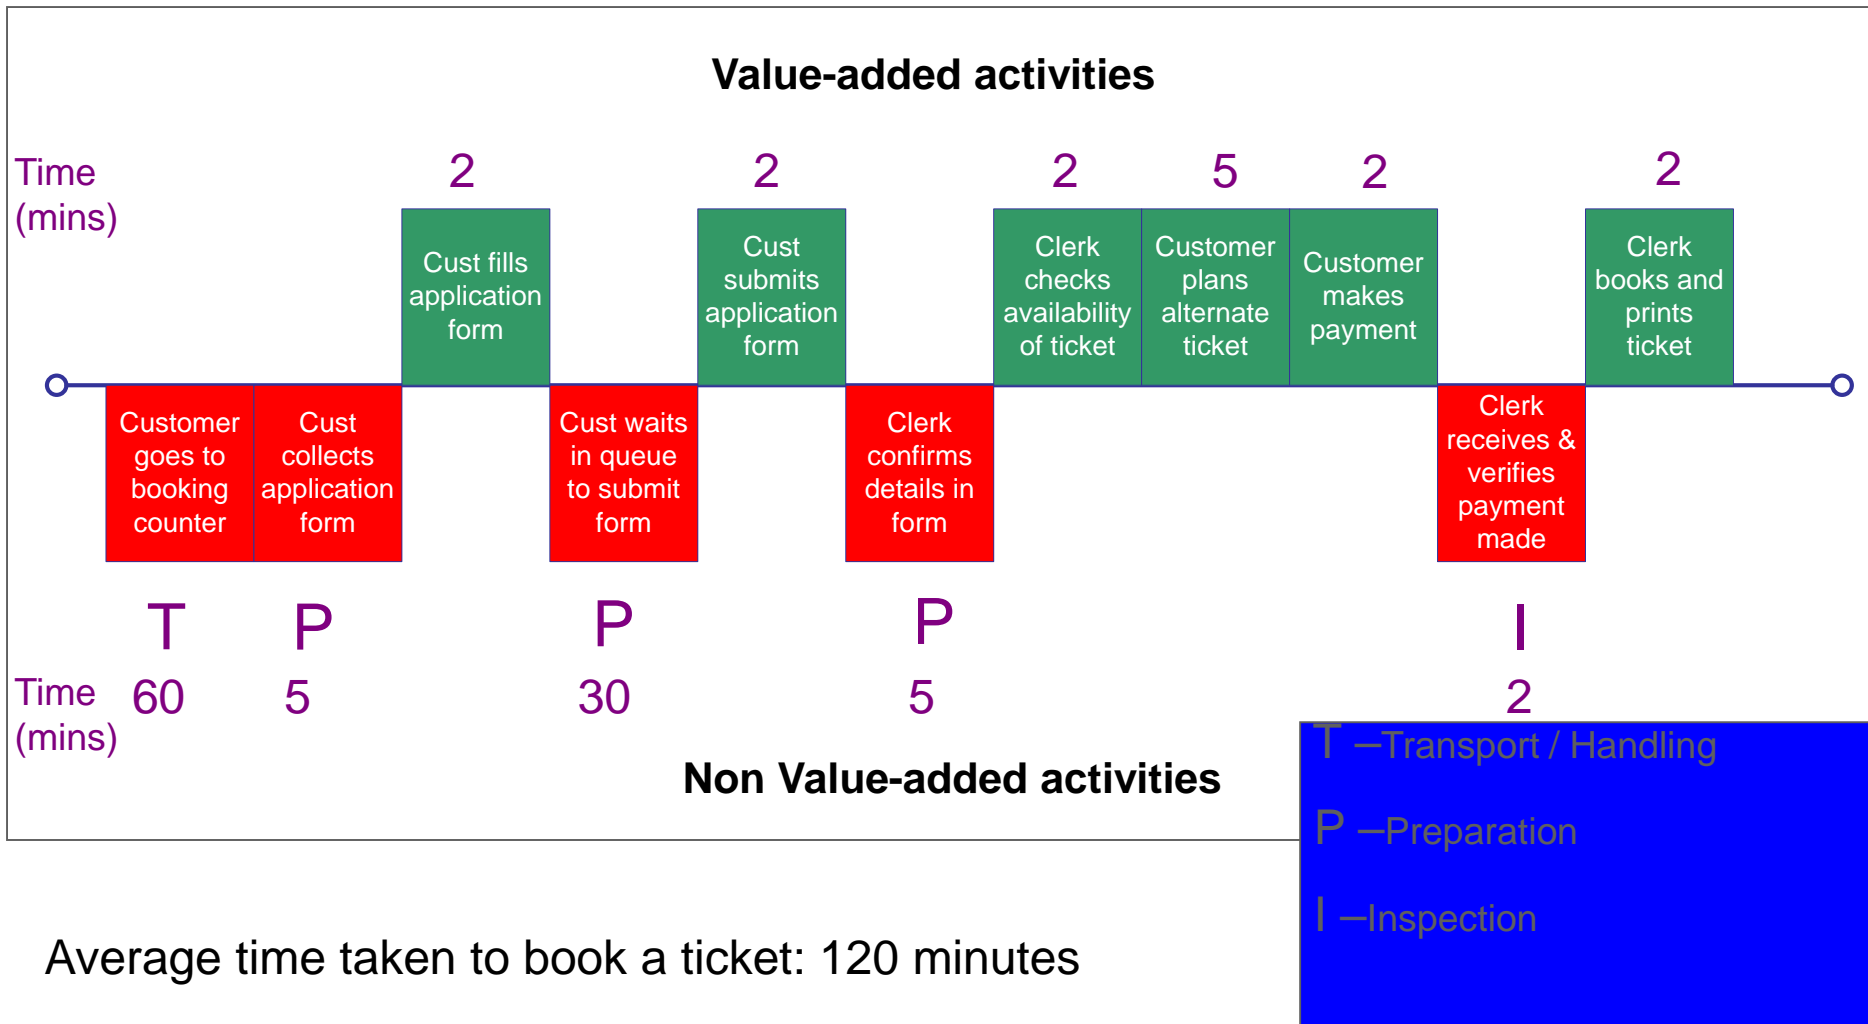 Value-added activities
Time
(mins)
2
2
2
5
2
2
Cust fills
application
form
Cust
submits
application
form
Clerk
checks
availability
of ticket
Customer
plans
alternate
ticket
Customer
makes
payment
Clerk
books and
prints
ticket
Customer
goes to
booking
counter
Cust
collects
application
form
Cust waits
in queue
to submit
form
Clerk
confirms
details in
form
Clerk
receives &
verifies
payment
made
T
P
P
P
I
Time
(mins)
60
5
30
5
2
Non Value-added activities
T –Transport / Handling
P –Preparation
I –Inspection
Average time taken to book a ticket: 120 minutes